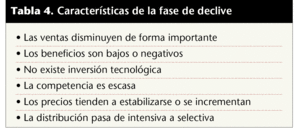 Tabla 4. Características de la fase de declive
• Las ventas disminuyen de forma importante
• Los beneficios son bajos o negativos
• No existe inversión tecnológica
• La competencia es escasa
• Los precios tienden a estabilizarse o se incrementan
• La distribución pasa de intensiva a selectiva